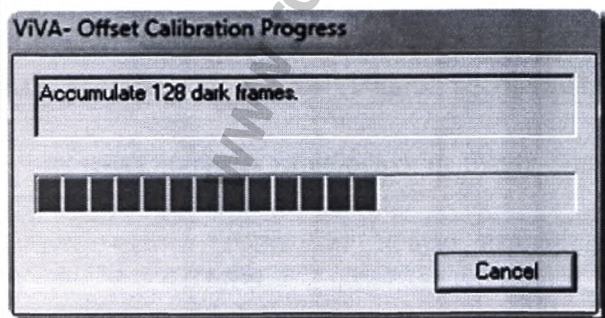 ViVA- Offset Calibration Progress
Accumulate 128 dark frames.
Cancel